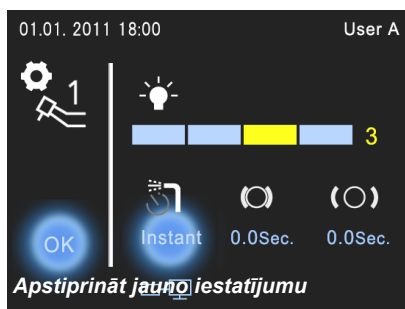 01.01. 2011 18:00 User A
1
3
OK Instant 0.0Sec. 0.0Sec.
Apstiprināt jauno iestatījumu